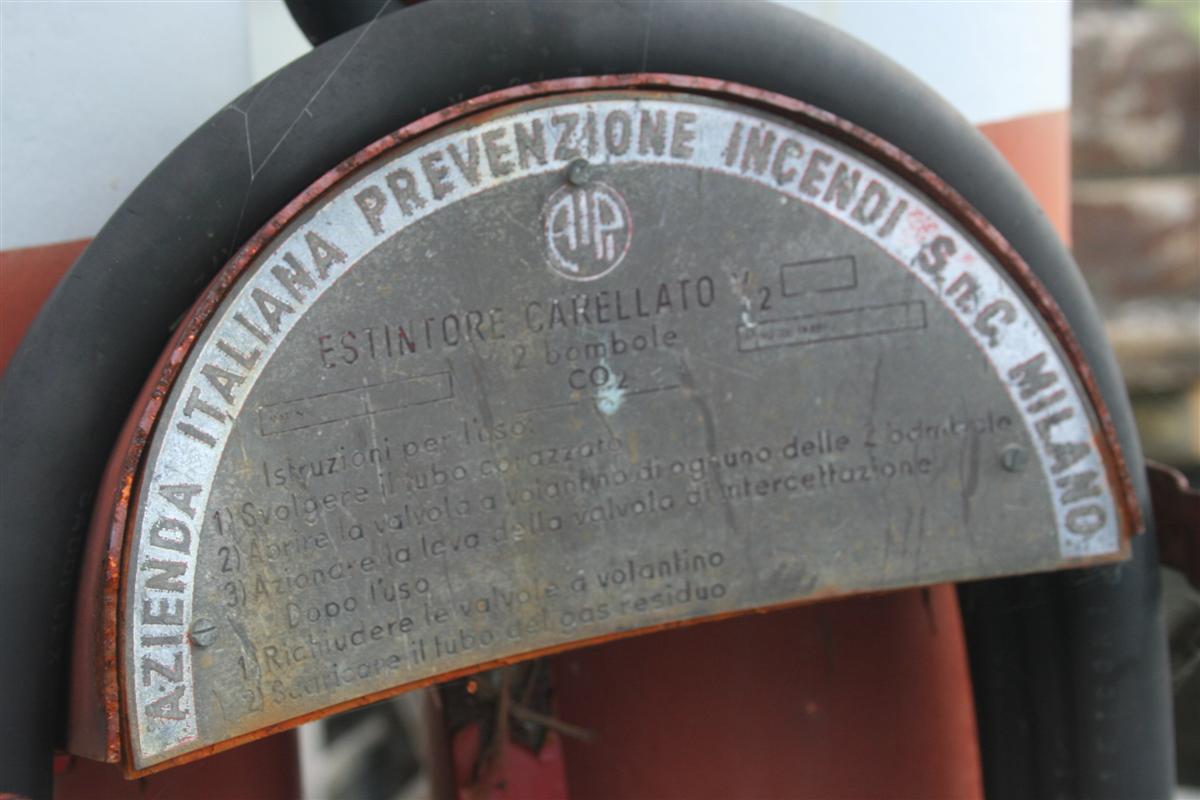 AZIENDA ITALIANA PREVENZIONE INCENDI S.n.C. MILANO
AIPI
ESTINTORE CARELLATO
2 bombole
CO2
Istruzioni per l'uso:
1) Svolgere il tubo corazzato
2) Aprire la valvola a volantino di ognuno delle 2 bombole
3) Azionare la leva della valvola di intercettazione
Dopo l'uso
1) Richiudere le valvole a volantino
2) Scaricare il tubo del gas residuo